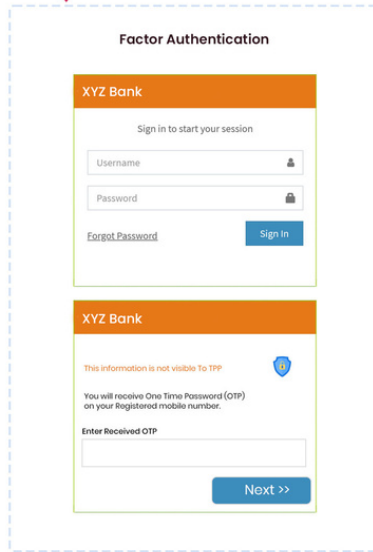 Factor Authentication
XYZ Bank
Sign in to start your session
Username
Password
Forgot Password
Sign In
XYZ Bank
This information is not visible To TPP
You will receive One Time Password (OTP)
on your Registered mobile number.
Enter Received OTP
Next >>